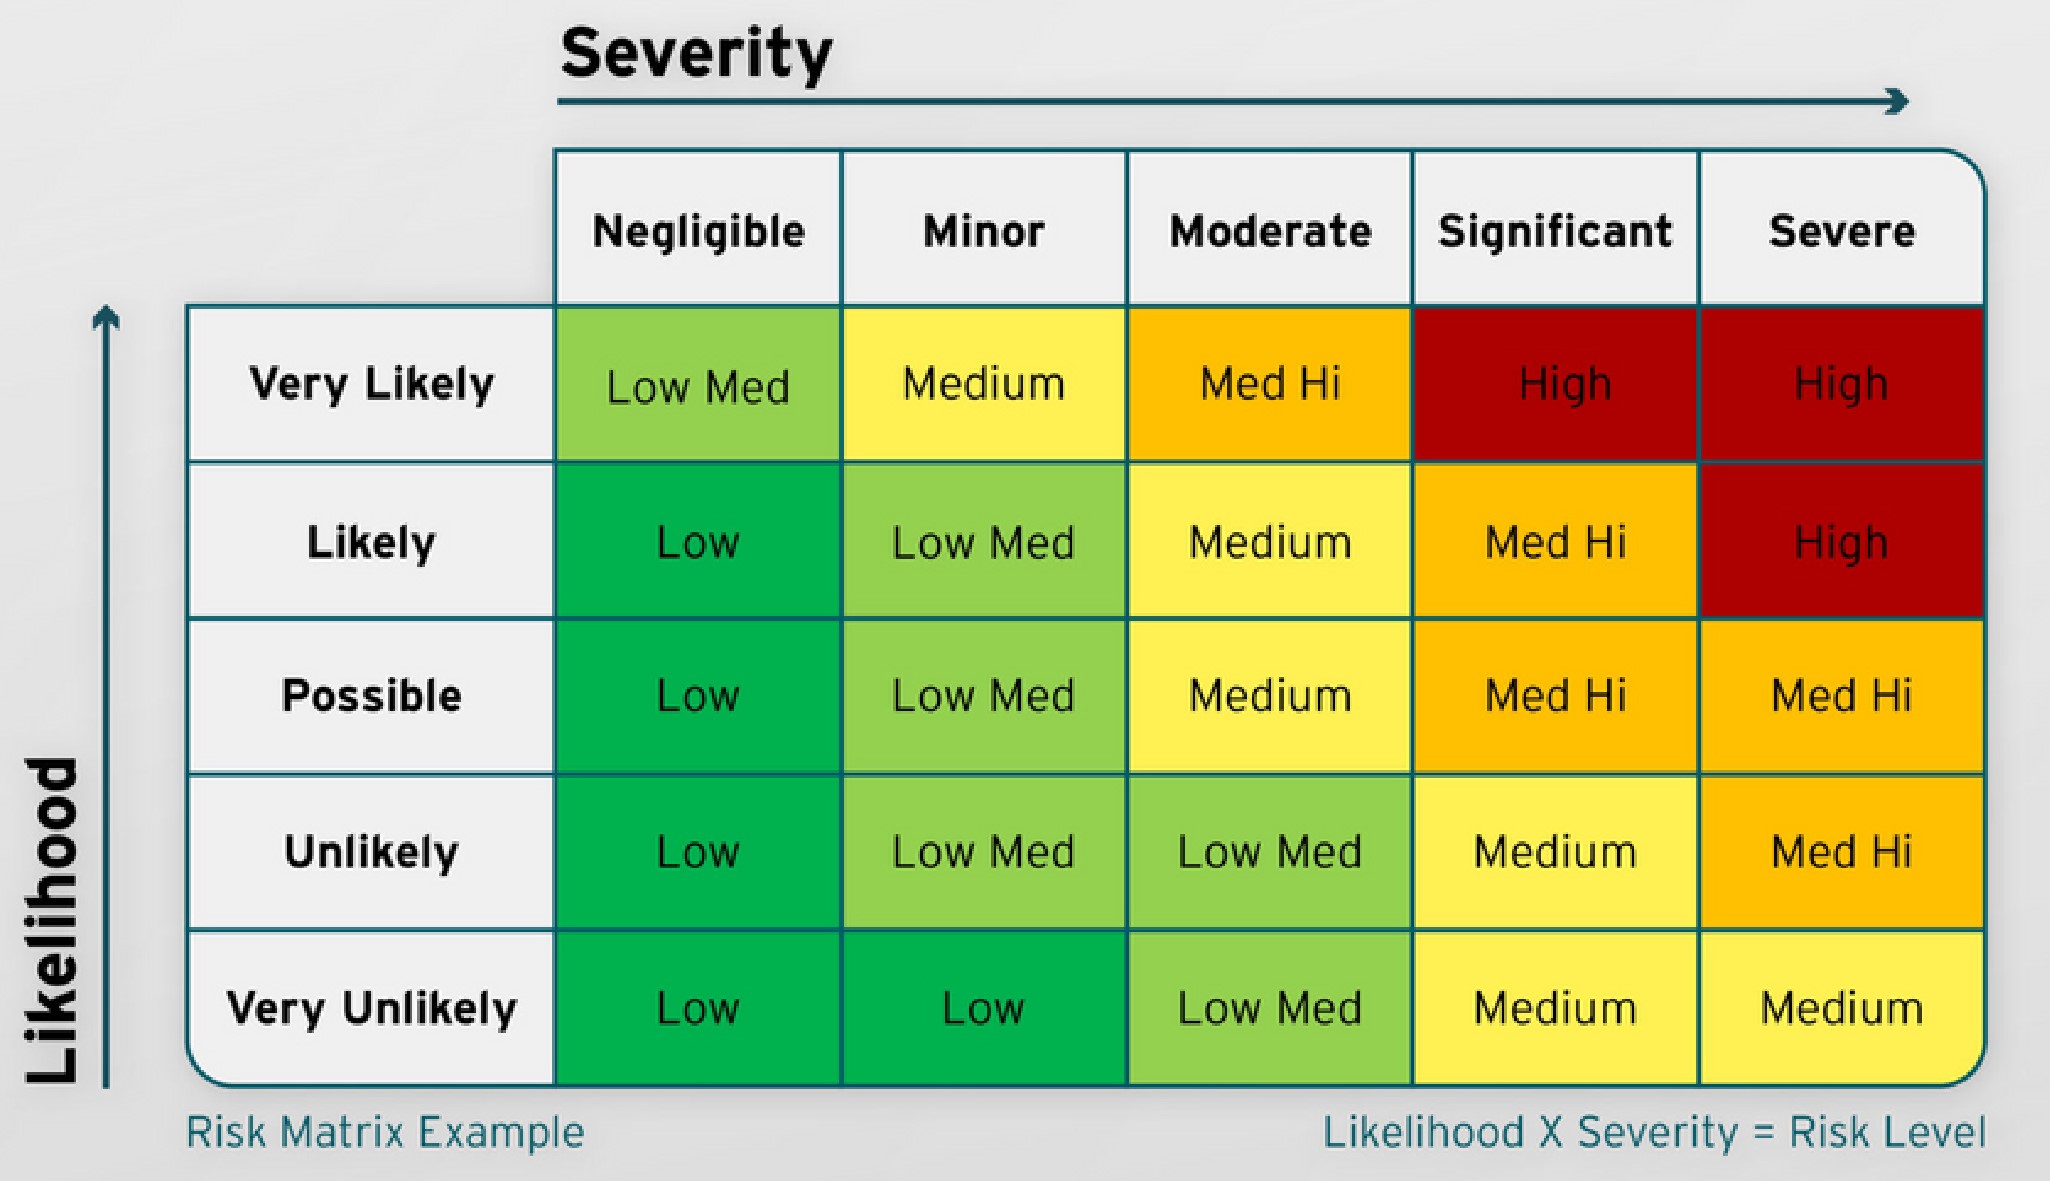 Severity
Negligible Minor Moderate Significant Severe
Very Likely Low Med Medium Med Hi High High
Likely Low Low Med Medium Med Hi High
Possible Low Low Med Medium Med Hi Med Hi
Unlikely Low Low Med Low Med Medium Med Hi
Very Unlikely Low Low Low Med Medium Medium
Likelihood
Risk Matrix Example Likelihood X Severity = Risk Level